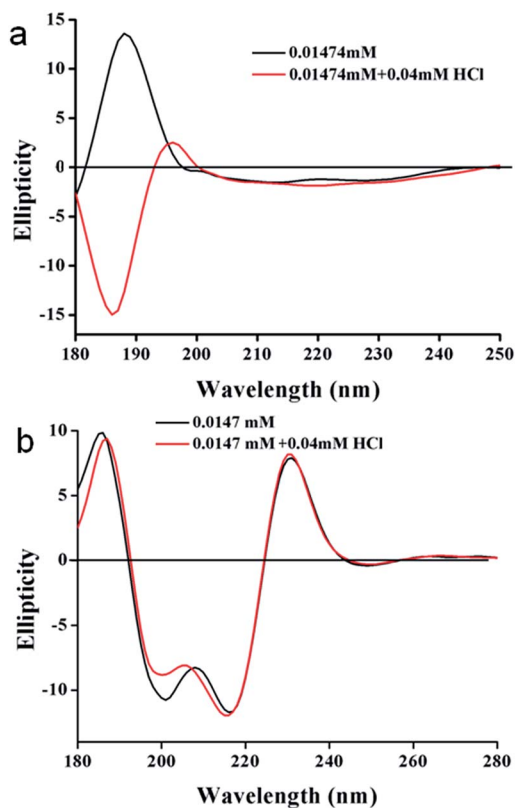 a
0.01474mM
0.01474mM+0.04mM HCl
15
10
5
0
-5
-10
-15
Ellipticity
180 190 200 210 220 230 240 250
Wavelength (nm)
b
0.0147 mM
0.0147 mM +0.04mM HCl
10
5
0
-5
-10
Ellipticity
180 200 220 240 260 280
Wavelength (nm)